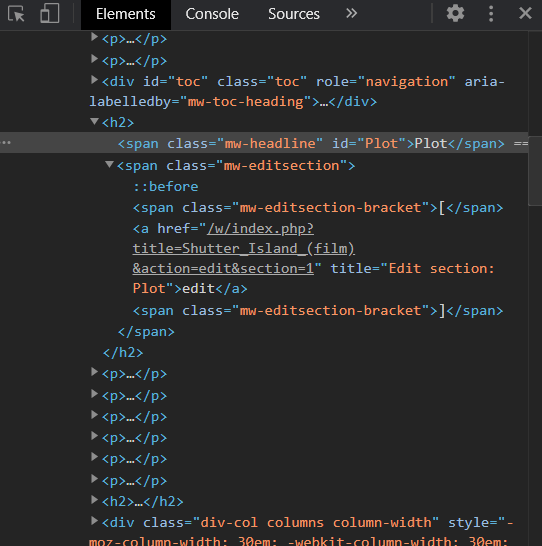 Elements Console Sources »
<p>…</p>
<p>…</p>
<div id="toc" class="toc" role="navigation" aria-
labelledby="mw-toc-heading">…</div>
<h2>
<span class="mw-headline" id="Plot">Plot</span> ==
<span class="mw-editsection">
::before
<span class="mw-editsection-bracket">[</span>
<a href="/w/index.php?
title=Shutter_Island_(film)
&action=edit&section=1" title="Edit section:
Plot">edit</a>
<span class="mw-editsection-bracket">]</span>
</span>
</h2>
<p>…</p>
<p>…</p>
<p>…</p>
<p>…</p>
<p>…</p>
<p>…</p>
<h2>…</h2>
<div class="div-col columns column-width" style="-
moz-column-width: 30em; -webkit-column-width: 30em;